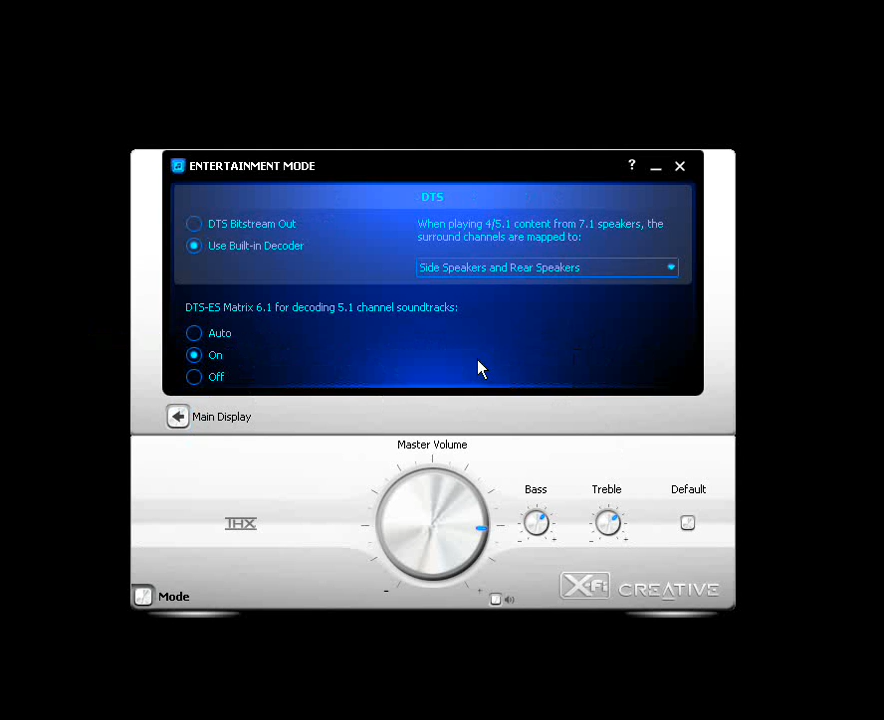 ENTERTAINMENT MODE
?
DTS
DTS Bitstream Out
Use Built-in Decoder
When playing 4/5.1 content from 7.1 speakers, the
surround channels are mapped to:
Side Speakers and Rear Speakers
DTS-ES Matrix 6.1 for decoding 5.1 channel soundtracks:
Auto
On
Off
Main Display
Master Volume
Bass
Treble
Default
- +
- +
THX
- +
X-Fi CREATIVE
Mode